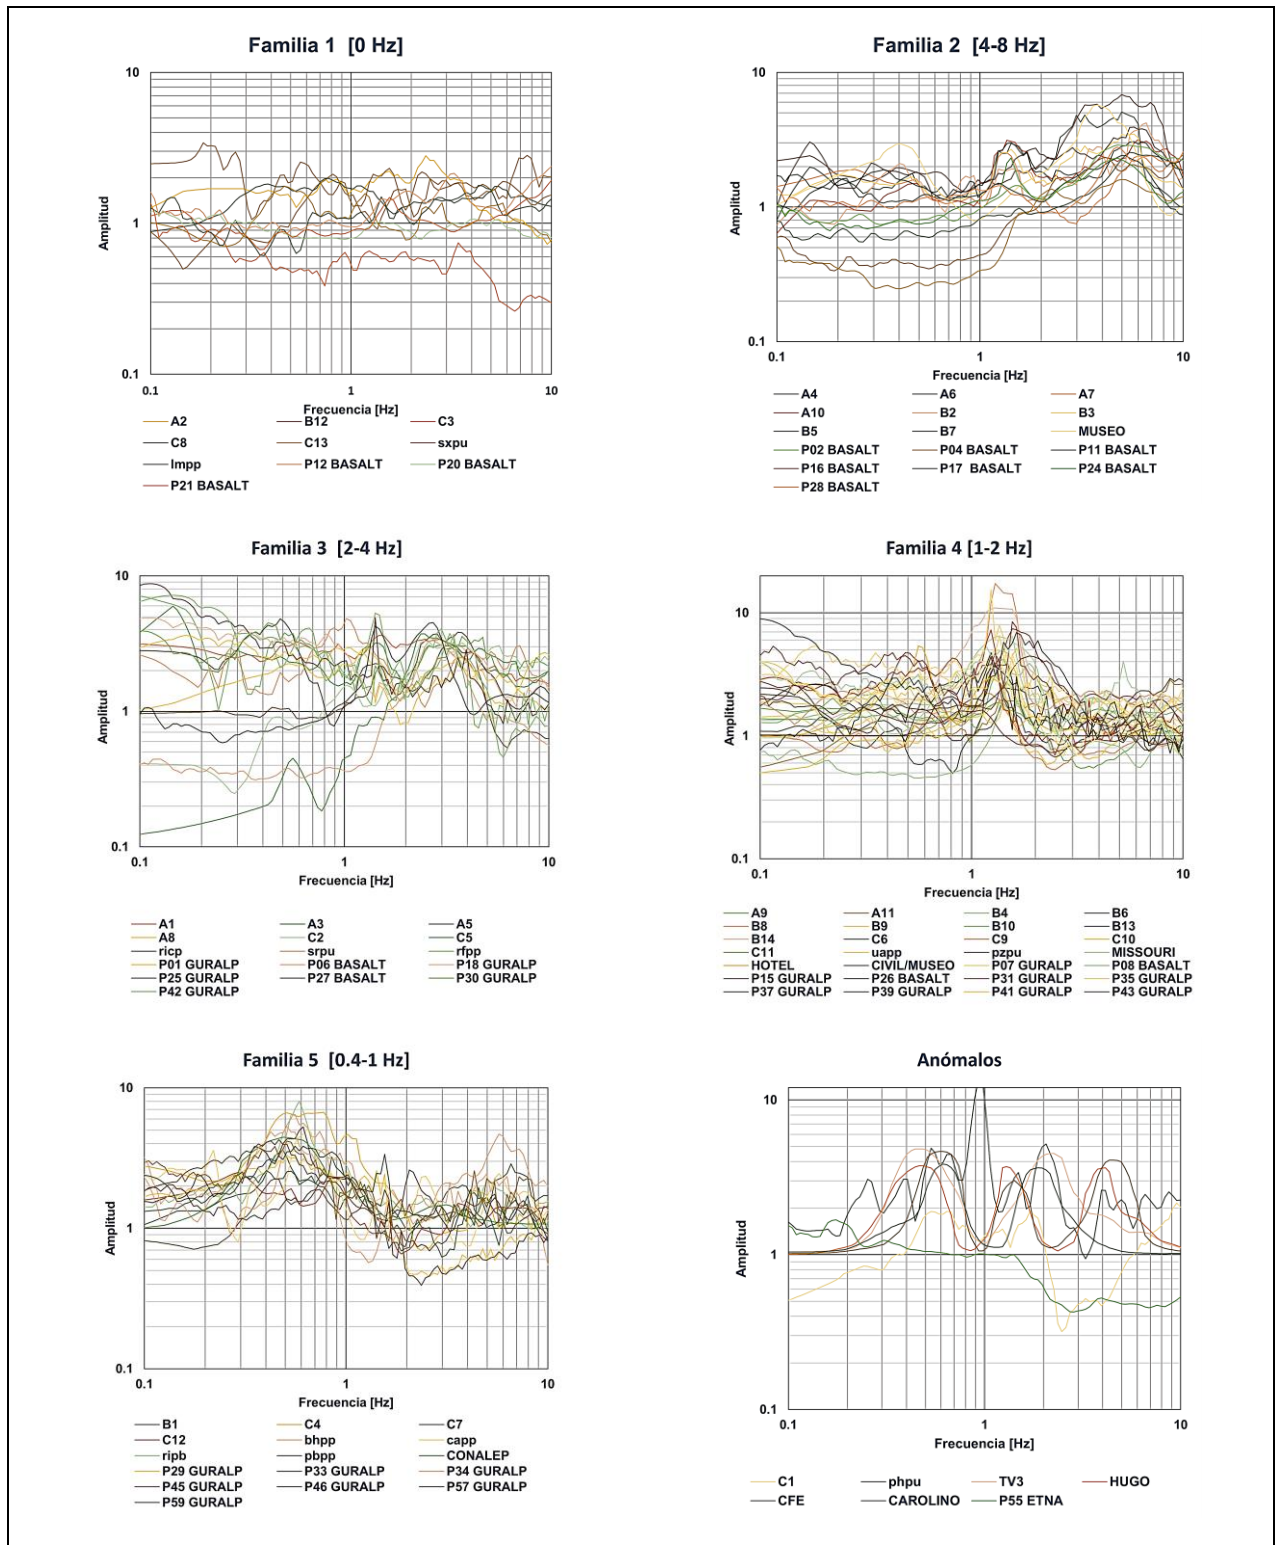 Familia 1 [0 Hz]
10
1
0.1
Amplitud
0.1 1 10
Frecuencia [Hz]
A2 B12 C3
C8 C13 sxpu
lmpp P12 BASALT P20 BASALT
P21 BASALT
Familia 2 [4-8 Hz]
10
1
0.1
Amplitud
0.1 1 10
Frecuencia [Hz]
A4 A6 A7
A10 B2 B3
B5 B7 MUSEO
P02 BASALT P04 BASALT P11 BASALT
P16 BASALT P17 BASALT P24 BASALT
P28 BASALT
Familia 3 [2-4 Hz]
10
1
0.1
Amplitud
0.1 1 10
Frecuencia [Hz]
A1 A3 A5
A8 C2 C5
ricp srpu rfpp
P01 GURALP P06 BASALT P18 GURALP
P25 GURALP P27 BASALT P30 GURALP
P42 GURALP
Familia 4 [1-2 Hz]
10
1
0.1
Amplitud
0.1 1 10
Frecuencia [Hz]
A9 A11 B4 B6
B8 B9 B10 B13
B14 C6 C9 C10
C11 uapp pzpu MISSOURI
HOTEL CIVIL/MUSEO P07 GURALP P08 BASALT
P15 GURALP P26 BASALT P31 GURALP P35 GURALP
P37 GURALP P39 GURALP P41 GURALP P43 GURALP
Familia 5 [0.4-1 Hz]
10
1
0.1
Amplitud
0.1 1 10
Frecuencia [Hz]
B1 C4 C7
C12 bhpp capp
ripb pbpp CONALEP
P29 GURALP P33 GURALP P34 GURALP
P45 GURALP P46 GURALP P57 GURALP
P59 GURALP
Anómalos
10
1
0.1
Amplitud
0.1 1 10
Frecuencia [Hz]
C1 phpu TV3 HUGO
CFE CAROLINO P55 ETNA